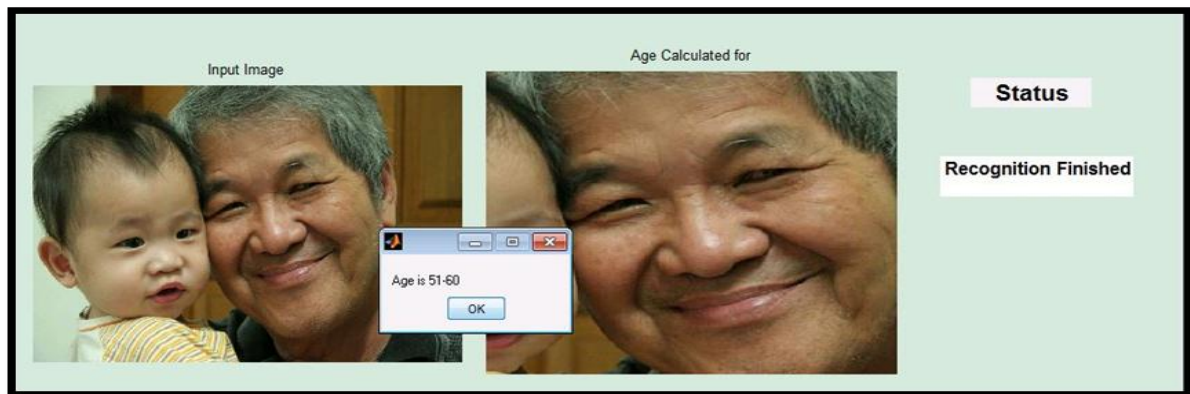 Input Image
Age Calculated for
Status
Recognition Finished
Age is 51-60
OK